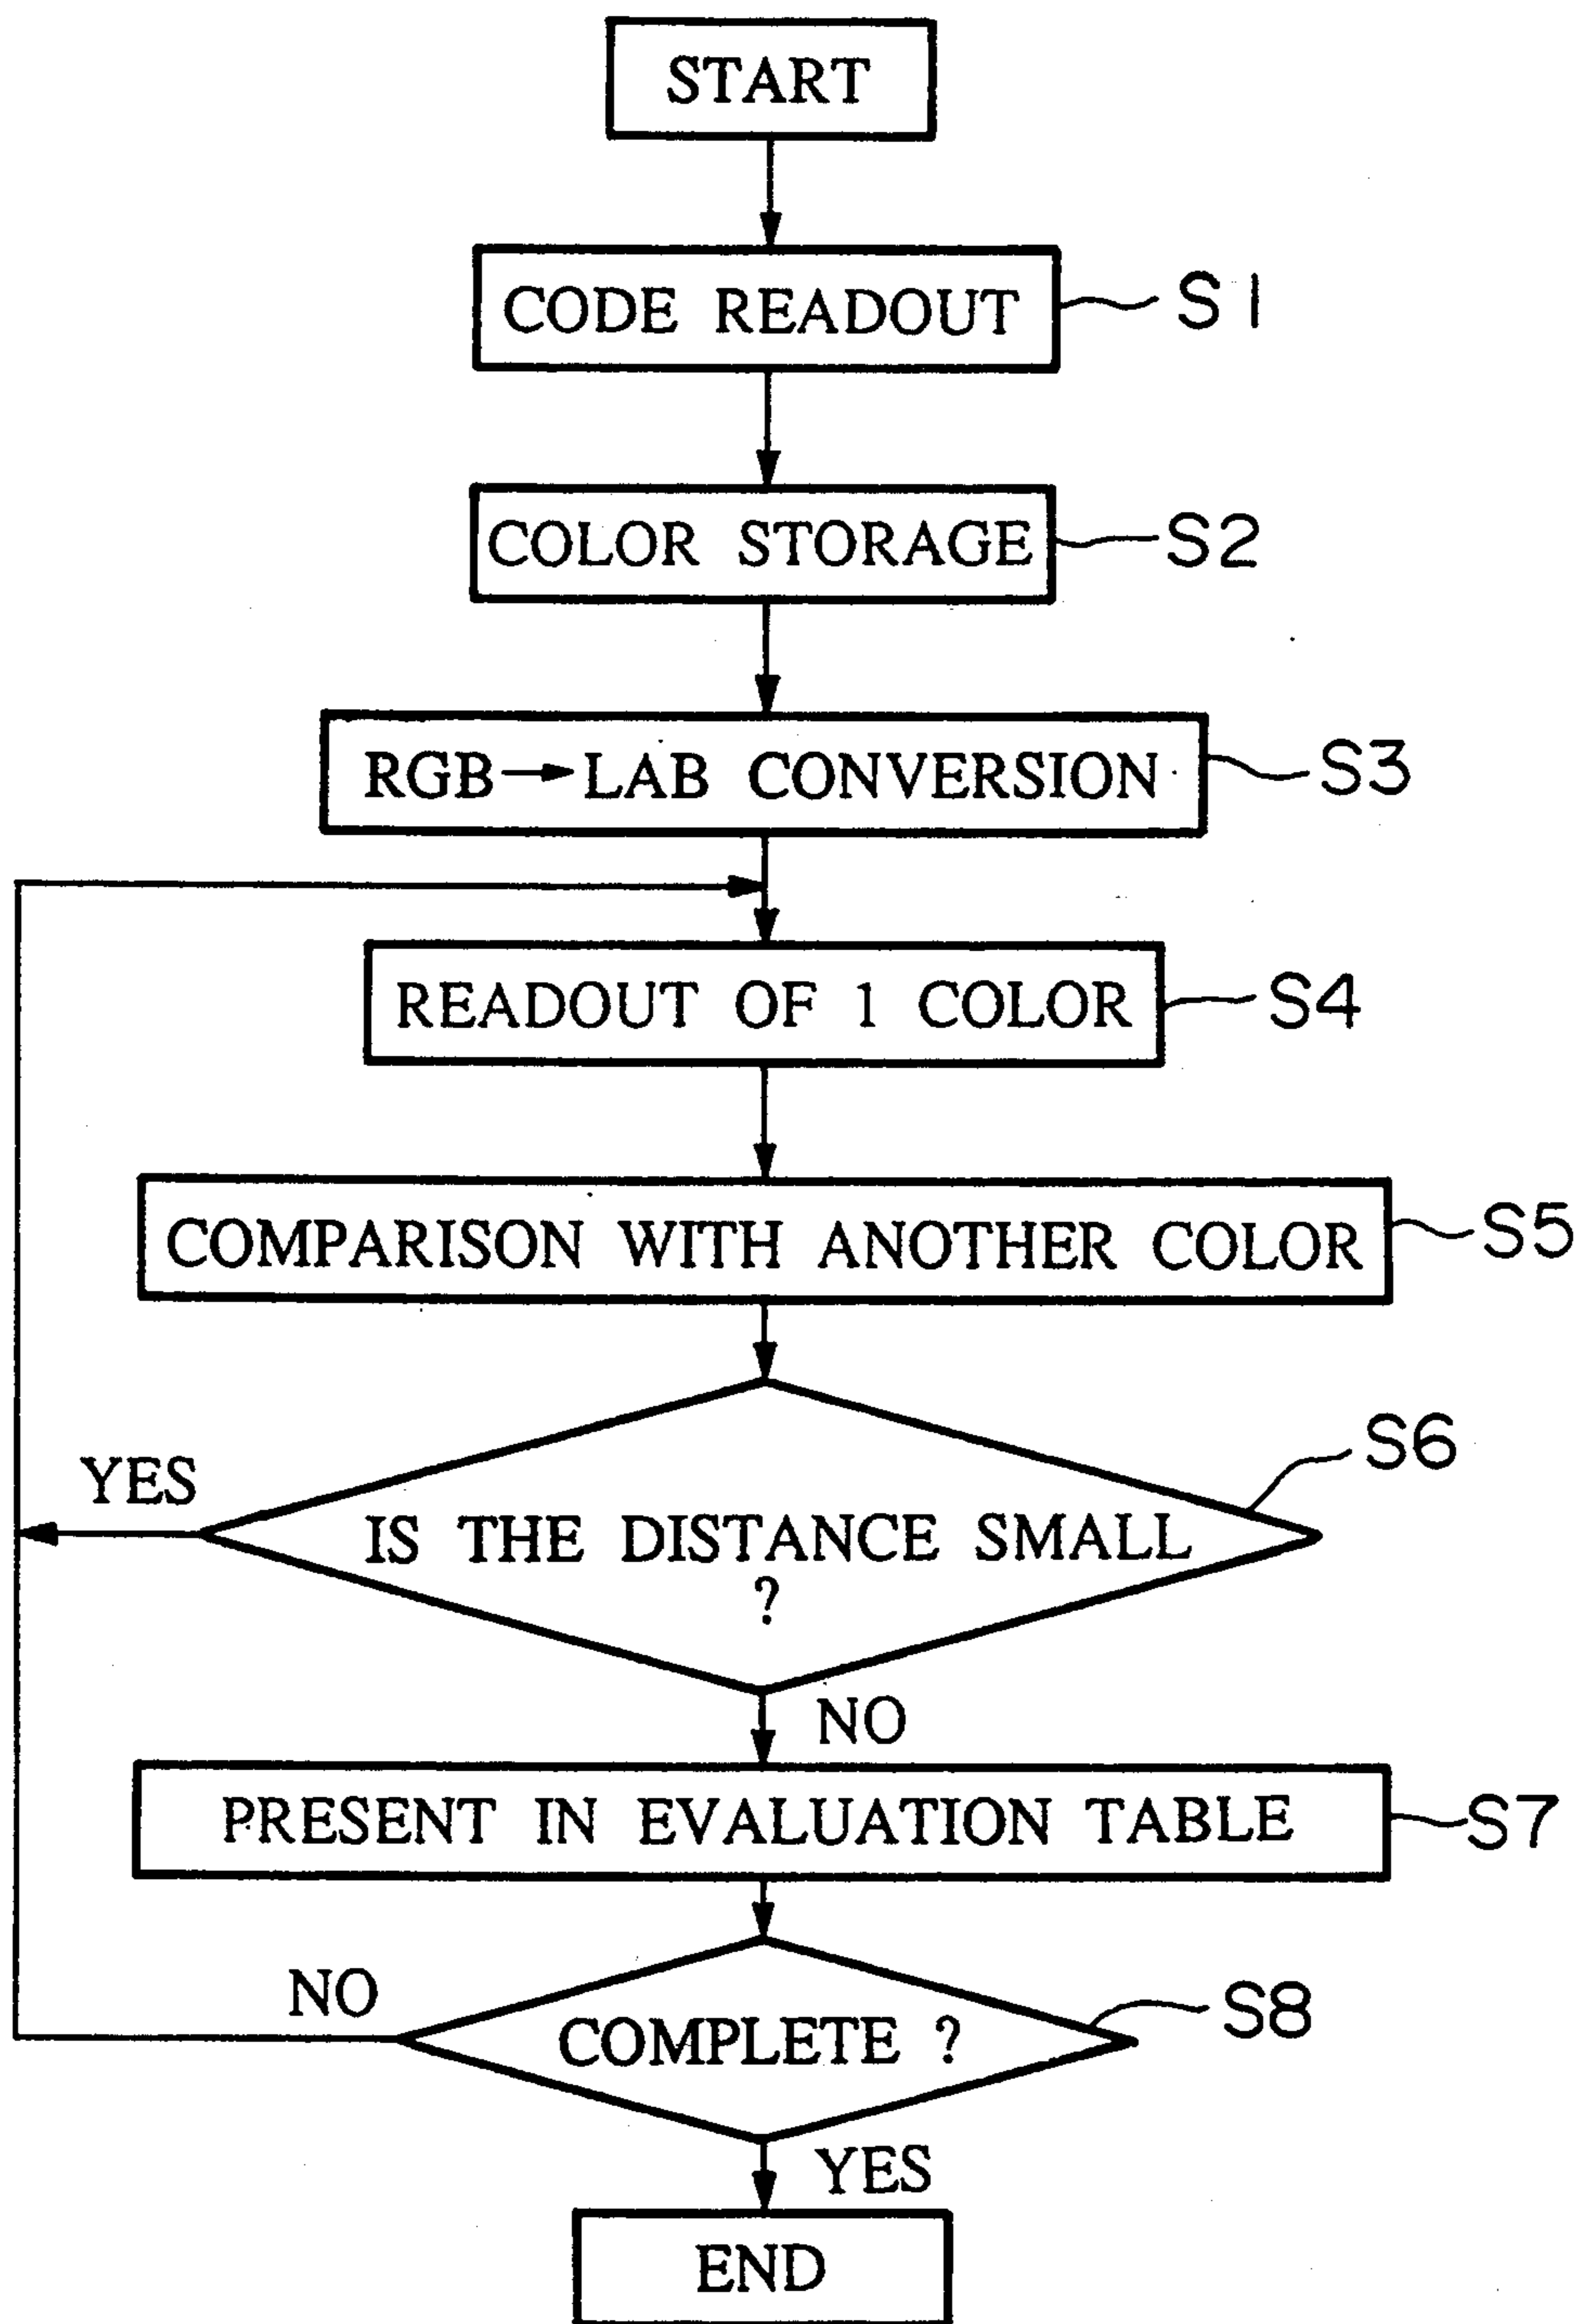 START
CODE READOUT S1
COLOR STORAGE S2
RGB→LAB CONVERSION S3
READOUT OF 1 COLOR S4
COMPARISON WITH ANOTHER COLOR S5
S6
YES
IS THE DISTANCE SMALL
?
NO
PRESENT IN EVALUATION TABLE S7
NO
COMPLETE ? S8
YES
END